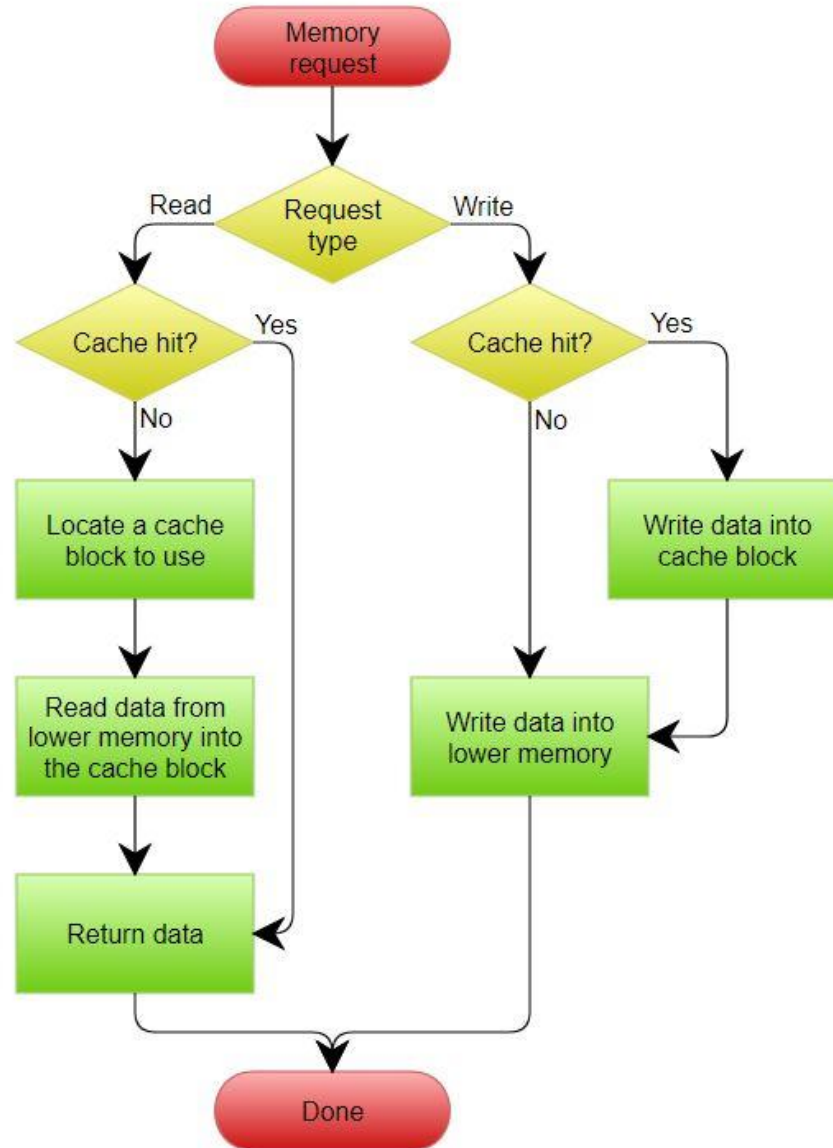 Memory
request
Read
Request
type
Write
Cache hit?
Yes
No
Cache hit?
Yes
No
Locate a cache
block to use
Write data into
cache block
Read data from
lower memory into
the cache block
Write data into
lower memory
Return data
Done